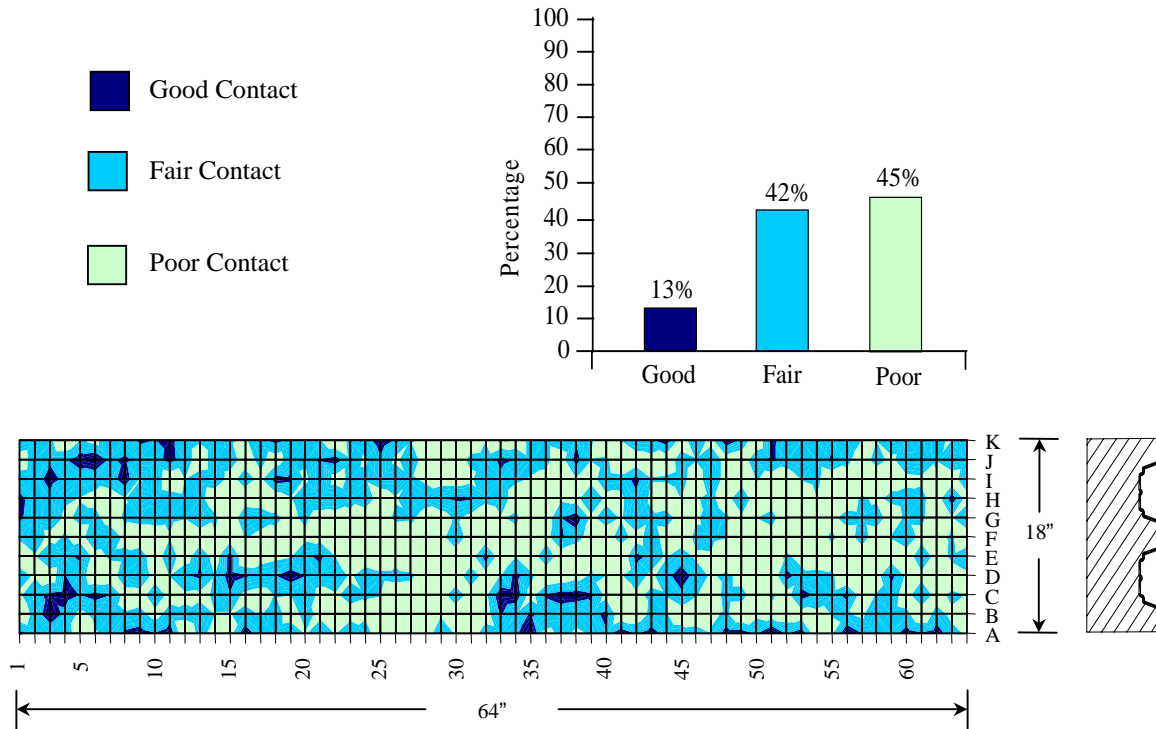 100
90
80
70
60
50
40
30
20
10
0
Percentage
13%
42%
45%
Good
Fair
Poor
Good Contact
Fair Contact
Poor Contact
K
J
I
H
G
F
E
D
C
B
A
18”
1
5
10
15
20
25
30
35
40
45
50
55
60
64”